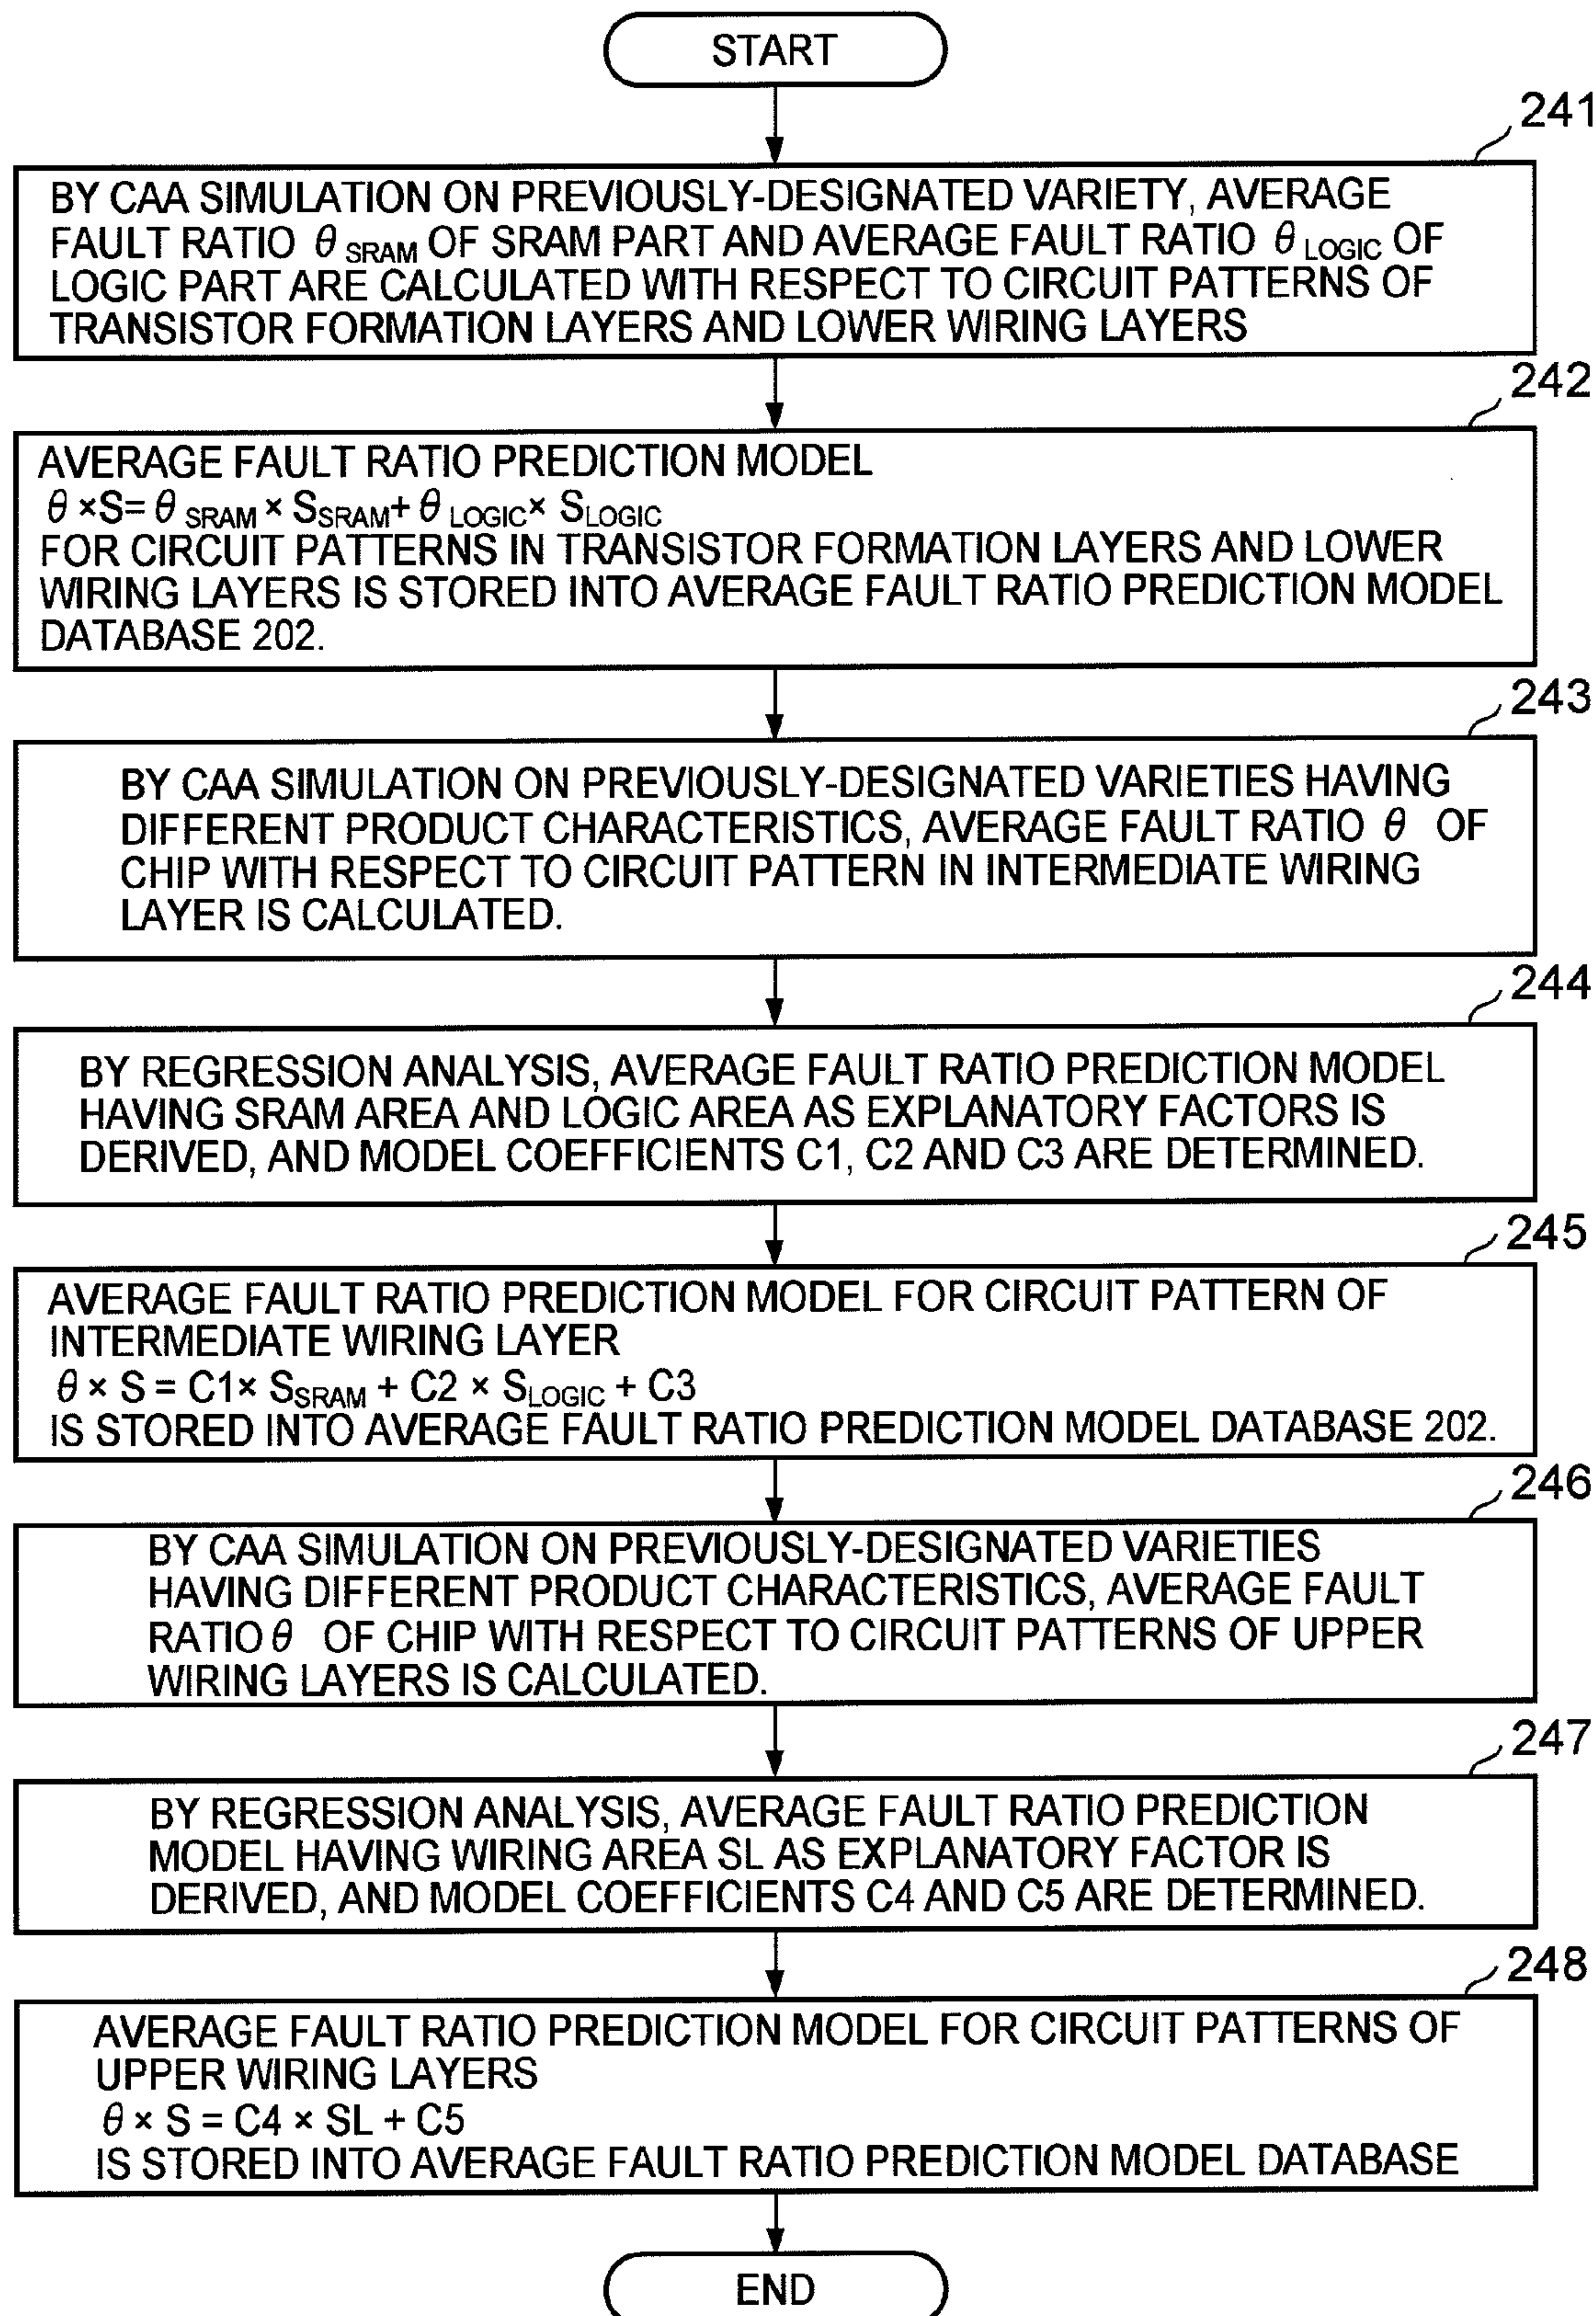 START
241
BY CAA SIMULATION ON PREVIOUSLY-DESIGNATED VARIETY, AVERAGE
FAULT RATIO θ SRAM OF SRAM PART AND AVERAGE FAULT RATIO θ LOGIC OF
LOGIC PART ARE CALCULATED WITH RESPECT TO CIRCUIT PATTERNS OF
TRANSISTOR FORMATION LAYERS AND LOWER WIRING LAYERS
242
AVERAGE FAULT RATIO PREDICTION MODEL
θ ×S= θ SRAM × SSRAM+ θ LOGIC× SLOGIC
FOR CIRCUIT PATTERNS IN TRANSISTOR FORMATION LAYERS AND LOWER
WIRING LAYERS IS STORED INTO AVERAGE FAULT RATIO PREDICTION MODEL
DATABASE 202.
243
BY CAA SIMULATION ON PREVIOUSLY-DESIGNATED VARIETIES HAVING
DIFFERENT PRODUCT CHARACTERISTICS, AVERAGE FAULT RATIO θ OF
CHIP WITH RESPECT TO CIRCUIT PATTERN IN INTERMEDIATE WIRING
LAYER IS CALCULATED.
244
BY REGRESSION ANALYSIS, AVERAGE FAULT RATIO PREDICTION MODEL
HAVING SRAM AREA AND LOGIC AREA AS EXPLANATORY FACTORS IS
DERIVED, AND MODEL COEFFICIENTS C1, C2 AND C3 ARE DETERMINED.
245
AVERAGE FAULT RATIO PREDICTION MODEL FOR CIRCUIT PATTERN OF
INTERMEDIATE WIRING LAYER
θ × S = C1× SSRAM + C2 × SLOGIC + C3
IS STORED INTO AVERAGE FAULT RATIO PREDICTION MODEL DATABASE 202.
246
BY CAA SIMULATION ON PREVIOUSLY-DESIGNATED VARIETIES
HAVING DIFFERENT PRODUCT CHARACTERISTICS, AVERAGE FAULT
RATIO θ OF CHIP WITH RESPECT TO CIRCUIT PATTERNS OF UPPER
WIRING LAYERS IS CALCULATED.
247
BY REGRESSION ANALYSIS, AVERAGE FAULT RATIO PREDICTION
MODEL HAVING WIRING AREA SL AS EXPLANATORY FACTOR IS
DERIVED, AND MODEL COEFFICIENTS C4 AND C5 ARE DETERMINED.
248
AVERAGE FAULT RATIO PREDICTION MODEL FOR CIRCUIT PATTERNS OF
UPPER WIRING LAYERS
θ × S = C4 × SL + C5
IS STORED INTO AVERAGE FAULT RATIO PREDICTION MODEL DATABASE
END